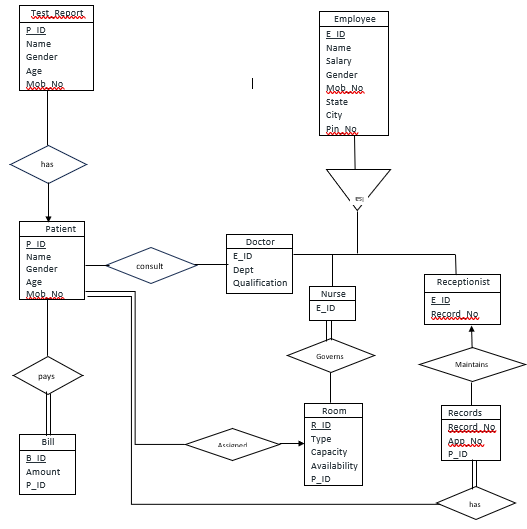 Test_Report
P_ID
Name
Gender
Age
Mob_No
Employee
E_ID
Name
Salary
Gender
Mob_No
State
City
Pin_No
has
Patient
P_ID
Name
Gender
Age
Mob_No
consult
Doctor
E_ID
Dept
Qualification
Nurse
E_ID
Receptionist
E_ID
Record_No
pays
Governs
Maintains
Bill
B_ID
Amount
P_ID
Assigned
Room
R_ID
Type
Capacity
Availability
P_ID
Records
Record_No
App_No
P_ID
has